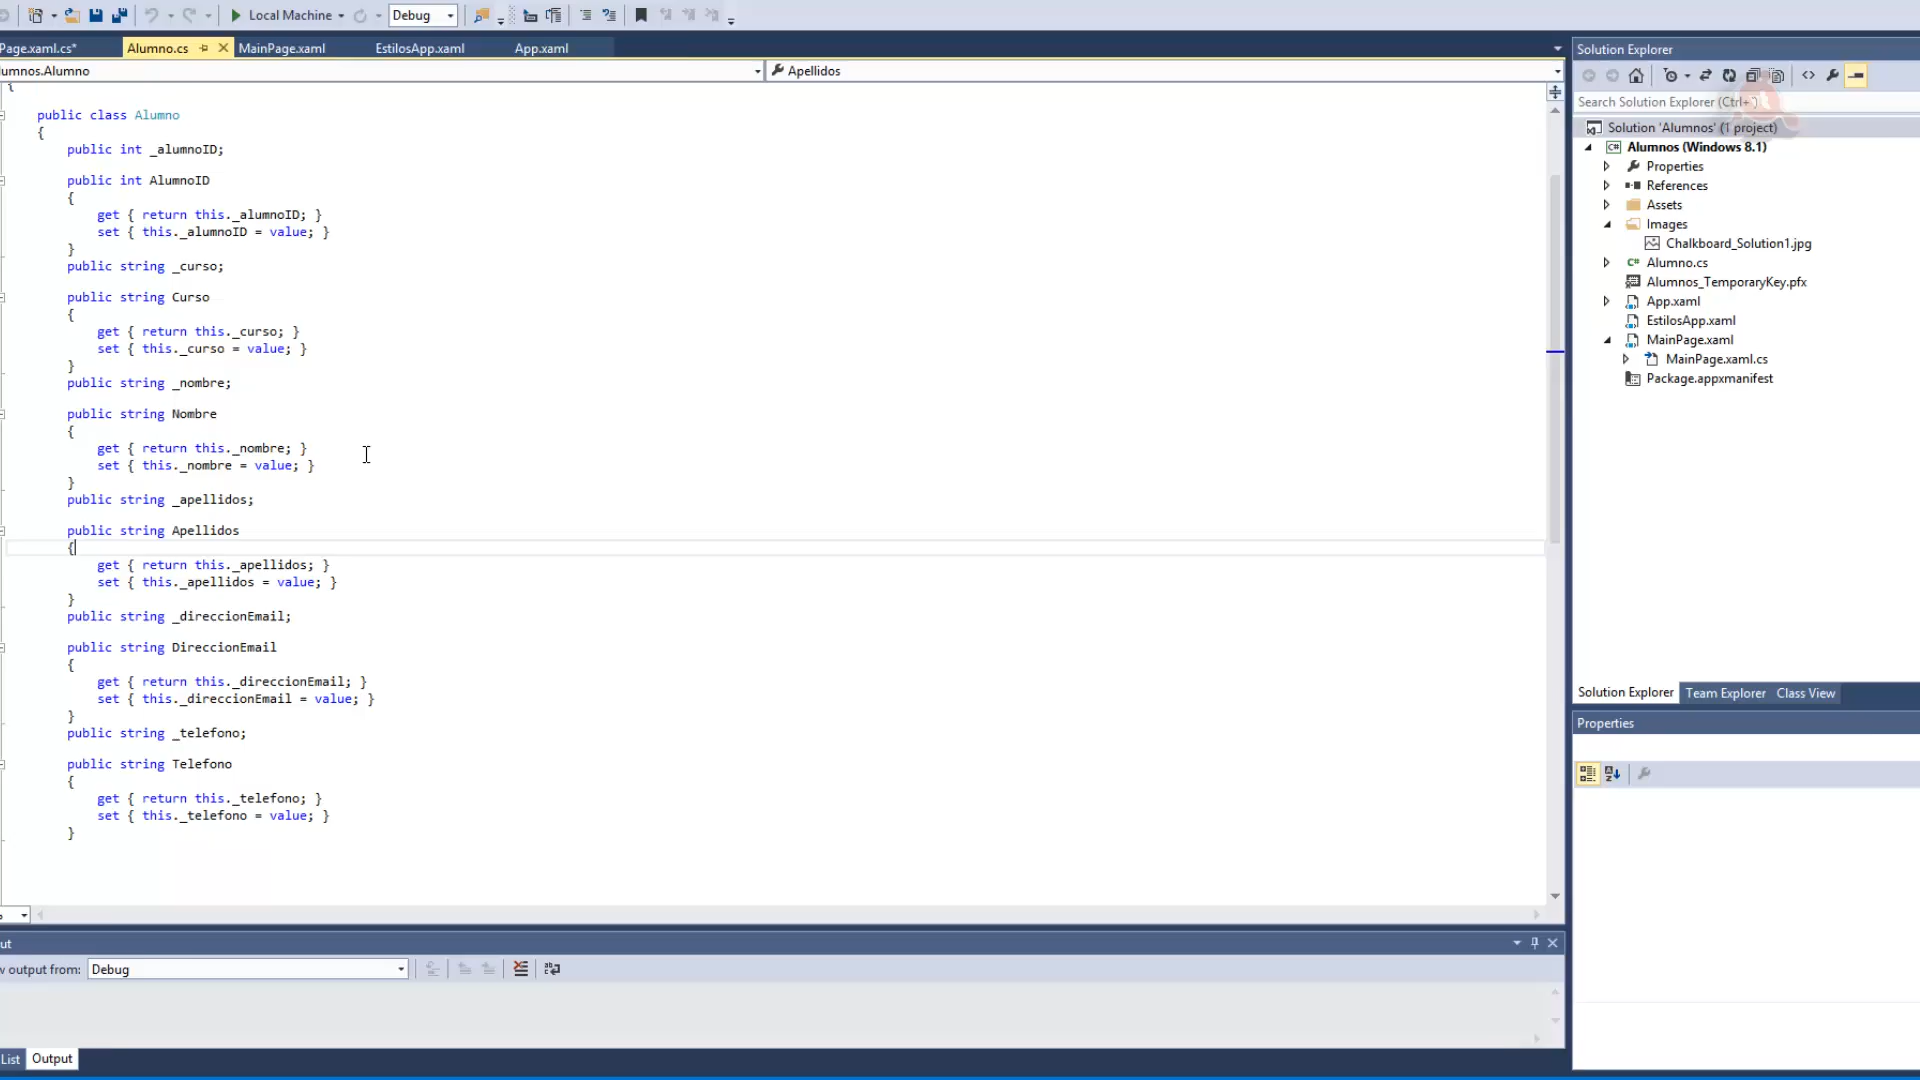 Local Machine
Debug
Page.xaml.cs*
Alumno.cs
MainPage.xaml
EstilosApp.xaml
App.xaml
lumnos.Alumno
Apellidos
{
public class Alumno
{
public int _alumnoID;
public int AlumnoID
{
get { return this._alumnoID; }
set { this._alumnoID = value; }
}
public string _curso;
public string Curso
{
get { return this._curso; }
set { this._curso = value; }
}
public string _nombre;
public string Nombre
{
get { return this._nombre; }
set { this._nombre = value; }
}
public string _apellidos;
public string Apellidos
{
get { return this._apellidos; }
set { this._apellidos = value; }
}
public string _direccionEmail;
public string DireccionEmail
{
get { return this._direccionEmail; }
set { this._direccionEmail = value; }
}
public string _telefono;
public string Telefono
{
get { return this._telefono; }
set { this._telefono = value; }
}
ut
w output from: Debug
List
Output
Solution Explorer
Search Solution Explorer (Ctrl+)
Solution 'Alumnos' (1 project)
Alumnos (Windows 8.1)
Properties
References
Assets
Images
Chalkboard_Solution1.jpg
Alumno.cs
Alumnos_TemporaryKey.pfx
App.xaml
EstilosApp.xaml
MainPage.xaml
MainPage.xaml.cs
Package.appxmanifest
Solution Explorer
Team Explorer
Class View
Properties